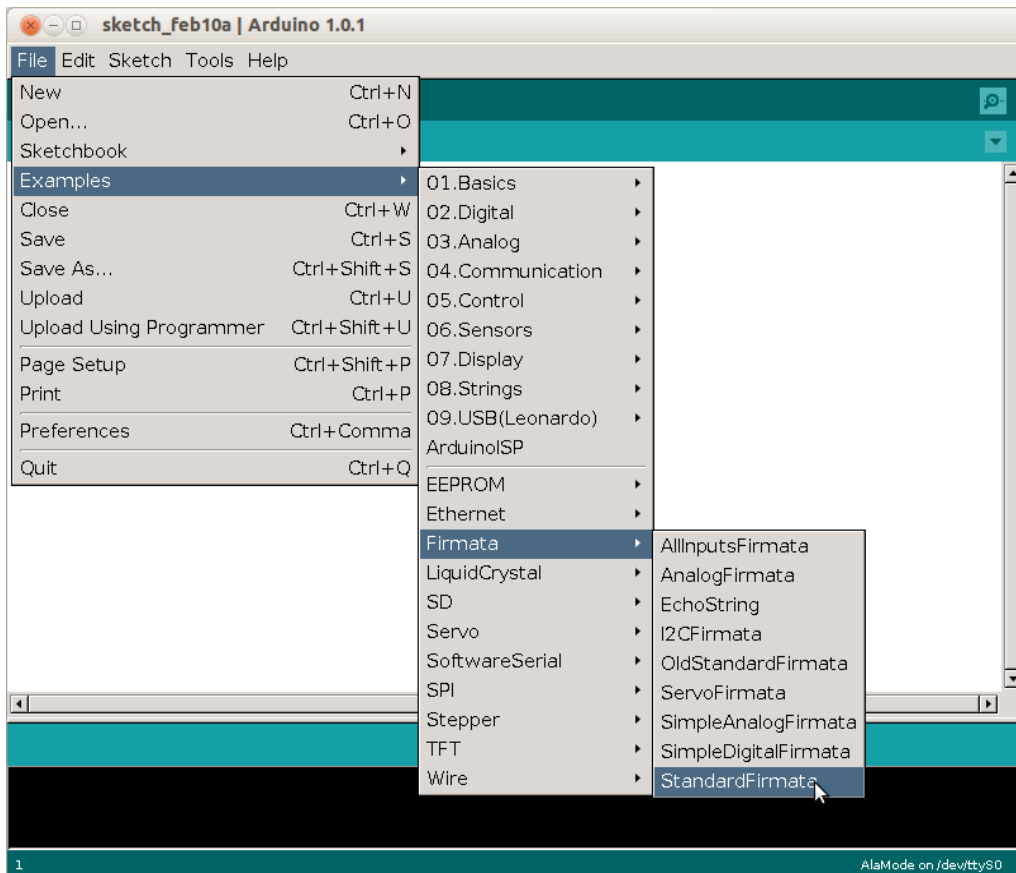 sketch_feb10a | Arduino 1.0.1
File Edit Sketch Tools Help
New Ctrl+N
Open... Ctrl+O
Sketchbook
Examples
Close Ctrl+W
Save Ctrl+S
Save As... Ctrl+Shift+S
Upload Ctrl+U
Upload Using Programmer Ctrl+Shift+U
Page Setup Ctrl+Shift+P
Print Ctrl+P
Preferences Ctrl+Comma
Quit Ctrl+Q
01.Basics
02.Digital
03.Analog
04.Communication
05.Control
06.Sensors
07.Display
08.Strings
09.USB(Leonardo)
ArduinoISP
EEPROM
Ethernet
Firmata
LiquidCrystal
SD
Servo
SoftwareSerial
SPI
Stepper
TFT
Wire
AllInputsFirmata
AnalogFirmata
EchoString
I2CFirmata
OldStandardFirmata
ServoFirmata
SimpleAnalogFirmata
SimpleDigitalFirmata
StandardFirmata
1 AlaMode on /dev/ttyS0